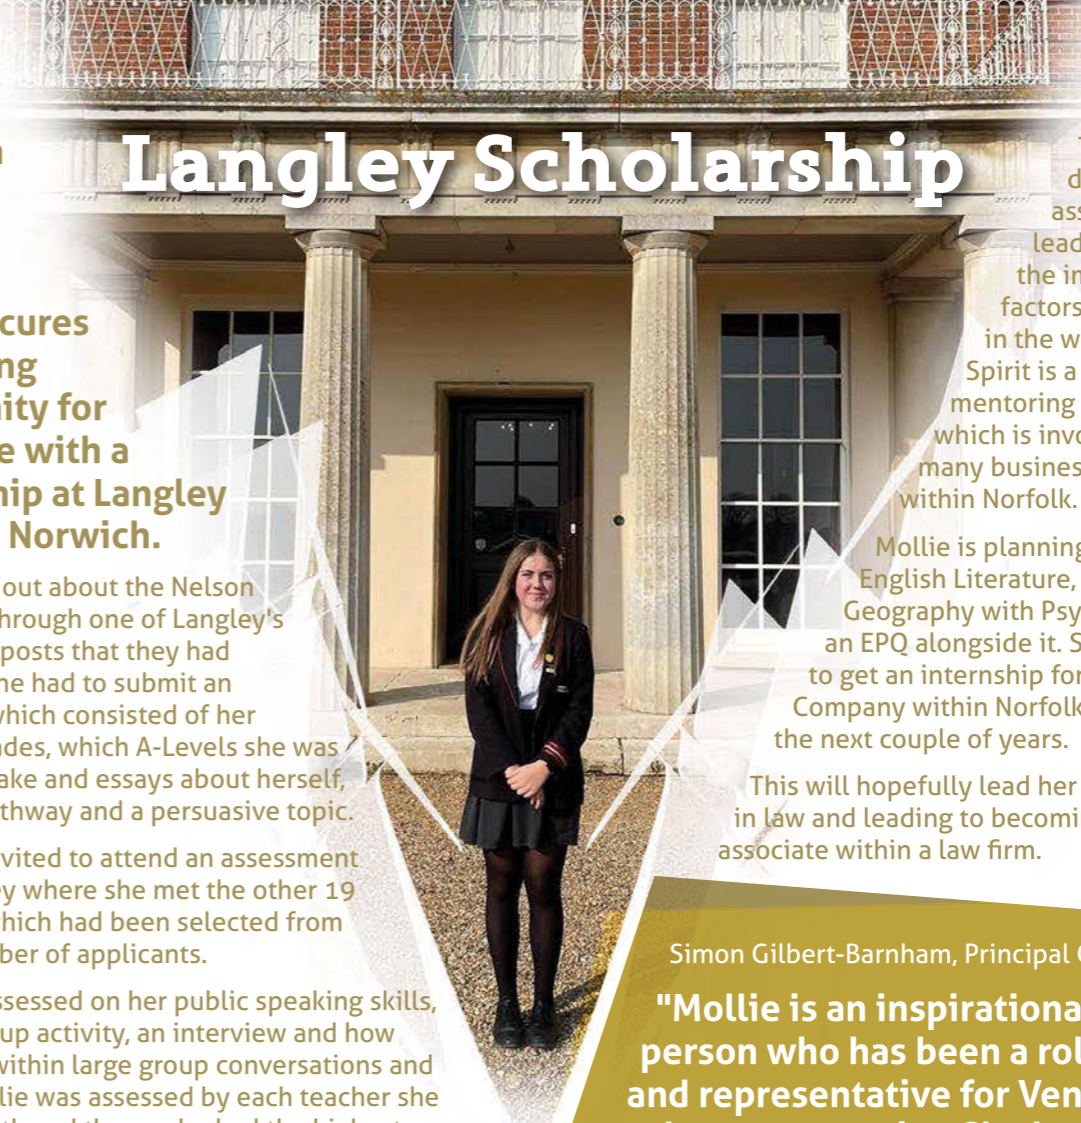 Langley Scholarship
cures
ng
ity for
e with a
hip at Langley
Norwich.
out about the Nelson
hrough one of Langley's
posts that they had
he had to submit an
which consisted of her
des, which A-Levels she was
ake and essays about herself,
thway and a persuasive topic.
vited to attend an assessment
ey where she met the other 19
hich had been selected from
ber of applicants.
ssessed on her public speaking skills,
up activity, an interview and how
within large group conversations and
lie was assessed by each teacher she
d
ass
lead
the im
factors
in the w
Spirit is a
mentoring
which is invo
many busines
within Norfolk.
Mollie is planning
English Literature,
Geography with Psy
an EPQ alongside it. S
to get an internship for
Company within Norfolk
the next couple of years.
This will hopefully lead her
in law and leading to becomi
associate within a law firm.
Simon Gilbert-Barnham, Principal
"Mollie is an inspirationa
person who has been a rol
and representative for Ven